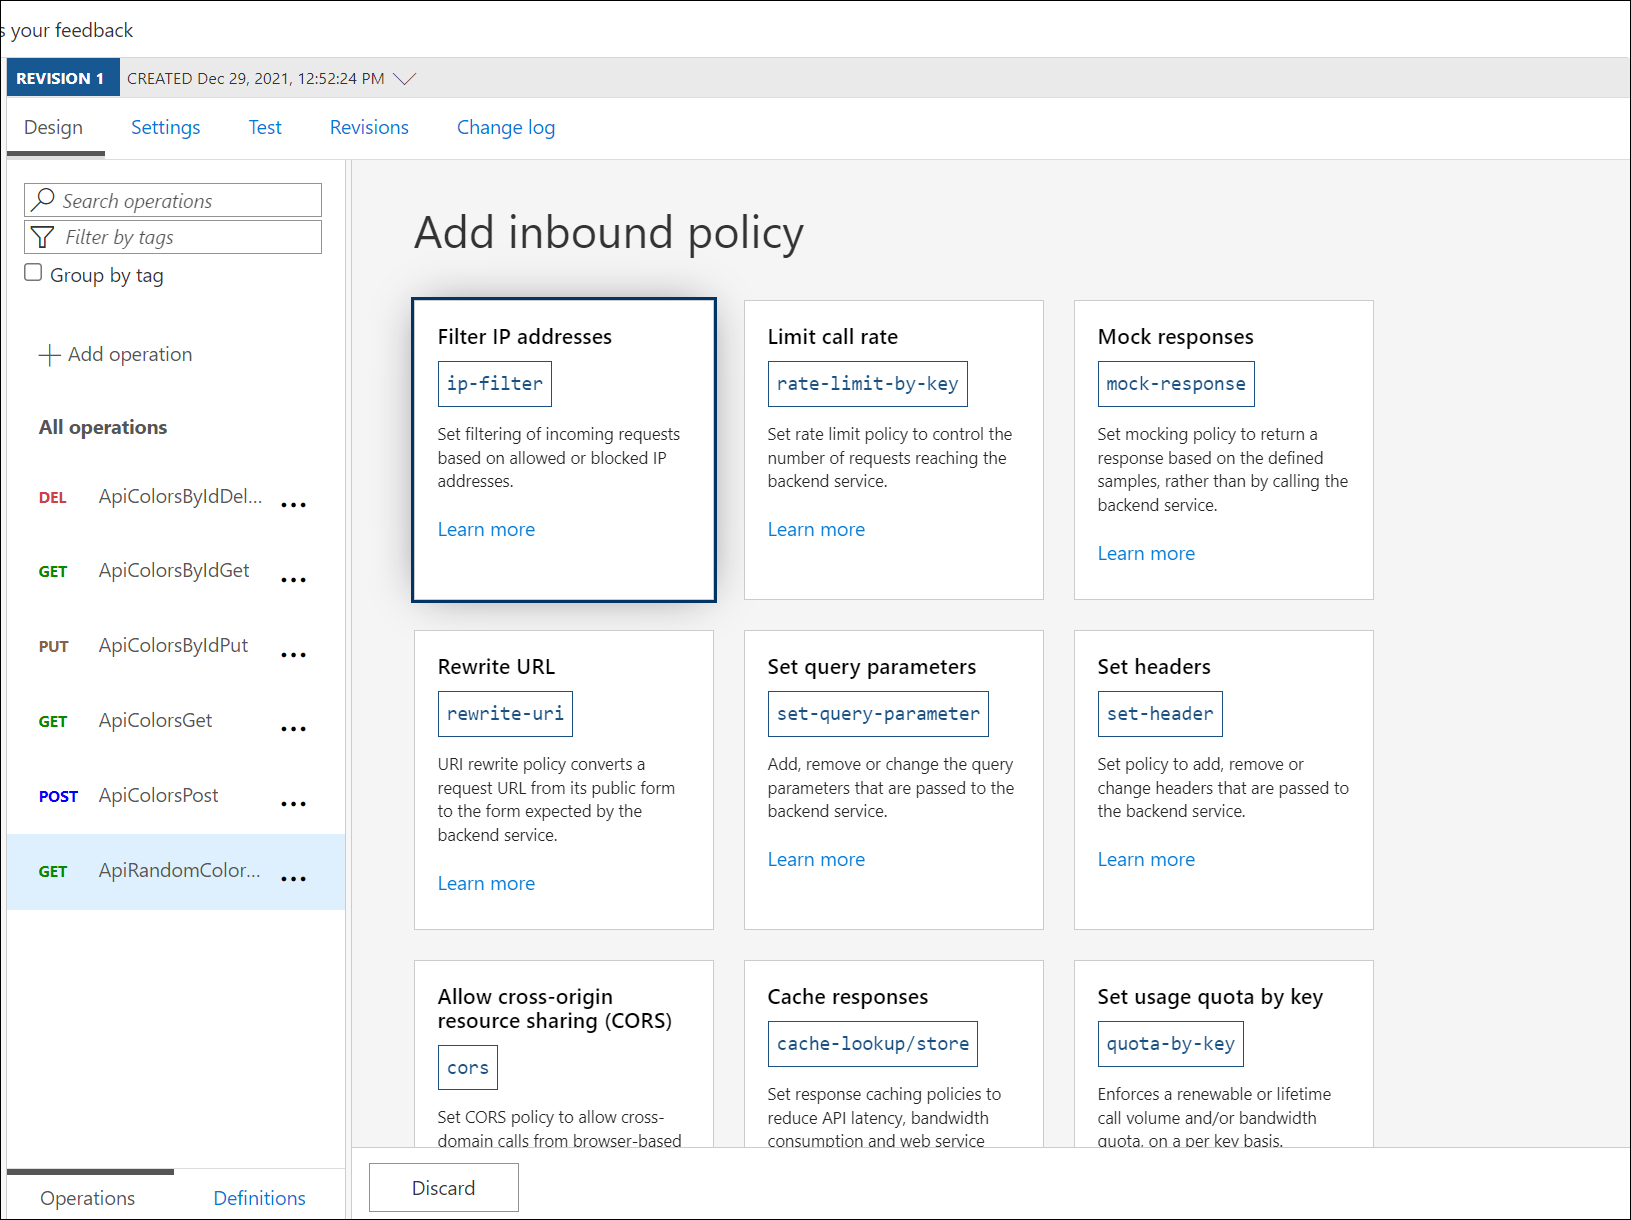 s your feedback
REVISION 1 CREATED Dec 29, 2021, 12:52:24 PM
Design Settings Test Revisions Change log
Search operations
Filter by tags
Group by tag
Add operation
All operations
DEL ApiColorsByIdDel... ...
GET ApiColorsByIdGet ...
PUT ApiColorsByIdPut ...
GET ApiColorsGet ...
POST ApiColorsPost ...
GET ApiRandomColor... ...
Operations Definitions
Add inbound policy
Filter IP addresses
ip-filter
Set filtering of incoming requests
based on allowed or blocked IP
addresses.
Learn more
Limit call rate
rate-limit-by-key
Set rate limit policy to control the
number of requests reaching the
backend service.
Learn more
Mock responses
mock-response
Set mocking policy to return a
response based on the defined
samples, rather than by calling the
backend service.
Learn more
Rewrite URL
rewrite-uri
URI rewrite policy converts a
request URL from its public form
to the form expected by the
backend service.
Learn more
Set query parameters
set-query-parameter
Add, remove or change the query
parameters that are passed to the
backend service.
Learn more
Set headers
set-header
Set policy to add, remove or
change headers that are passed to
the backend service.
Learn more
Allow cross-origin
resource sharing (CORS)
cors
Set CORS policy to allow cross-
domain calls from browser-based
Cache responses
cache-lookup/store
Set response caching policies to
reduce API latency, bandwidth
consumption and web service
Set usage quota by key
quota-by-key
Enforces a renewable or lifetime
call volume and/or bandwidth
quota, on a per key basis.
Discard